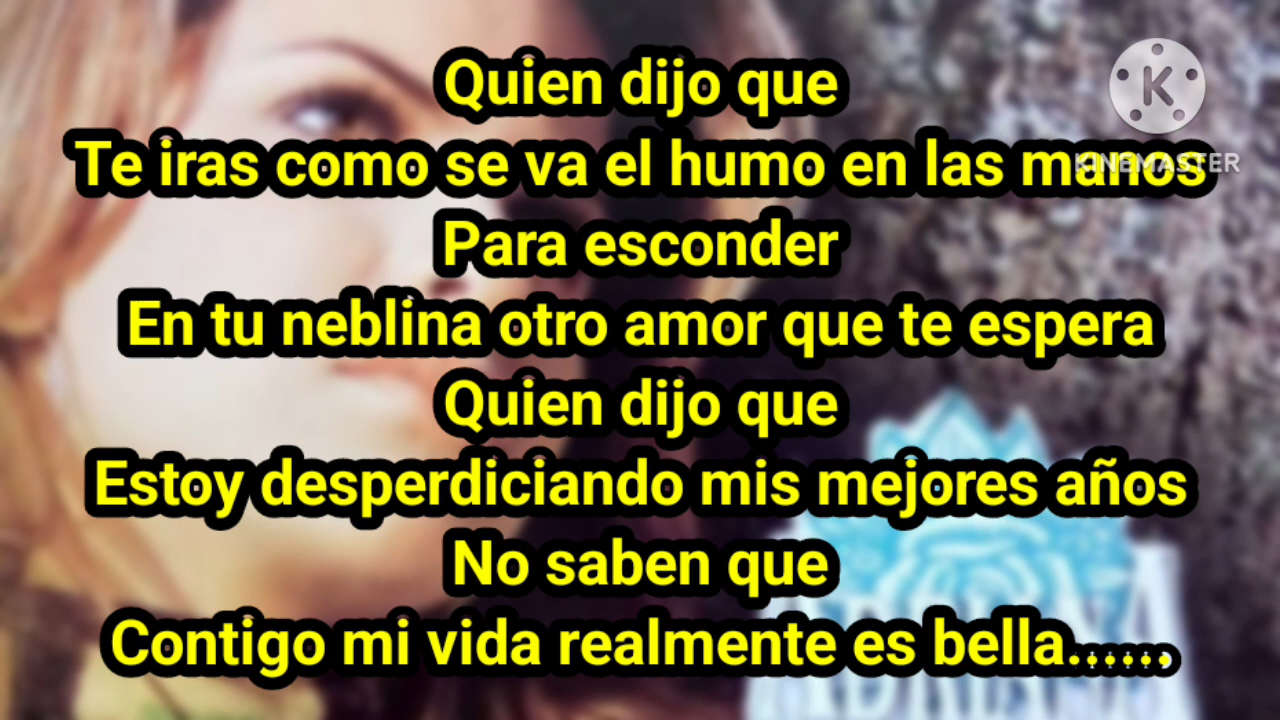 Quien dijo que
Te iras como se va el humo en las manos
KINEMASTER
Para esconder
En tu neblina otro amor que te espera
Quien dijo que
Estoy desperdiciando mis mejores años
No saben que
Contigo mi vida realmente es bella......
ADRIANA